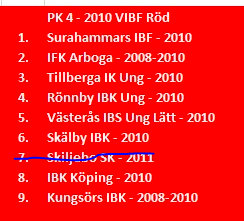 PK 4 - 2010 VIBF Röd
1. Surahammars IBF - 2010
2. IFK Arboga - 2008-2010
3. Tillberga IK Ung - 2010
4. Rönnby IBK Ung - 2010
5. Västerås IBS Ung Lätt - 2010
6. Skälby IBK - 2010
7. Skiljebo SK - 2011
8. IBK Köping - 2010
9. Kungsörs IBK - 2008-2010